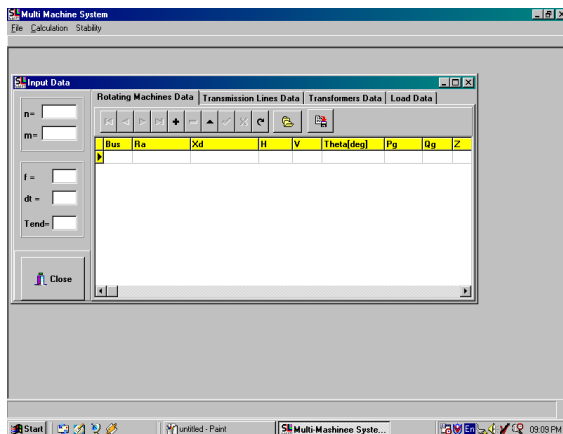 Multi Machine System
File Calculation Stability
Input Data
n=
m=
f =
dt =
Tend=
Close
Rotating Machines Data Transmission Lines Data Transformers Data Load Data
Bus Ra Xd H V Theta[deg] Pg Qg Z
Start untitled - Paint Multi-Mashinee Syste... En 09:09 PM